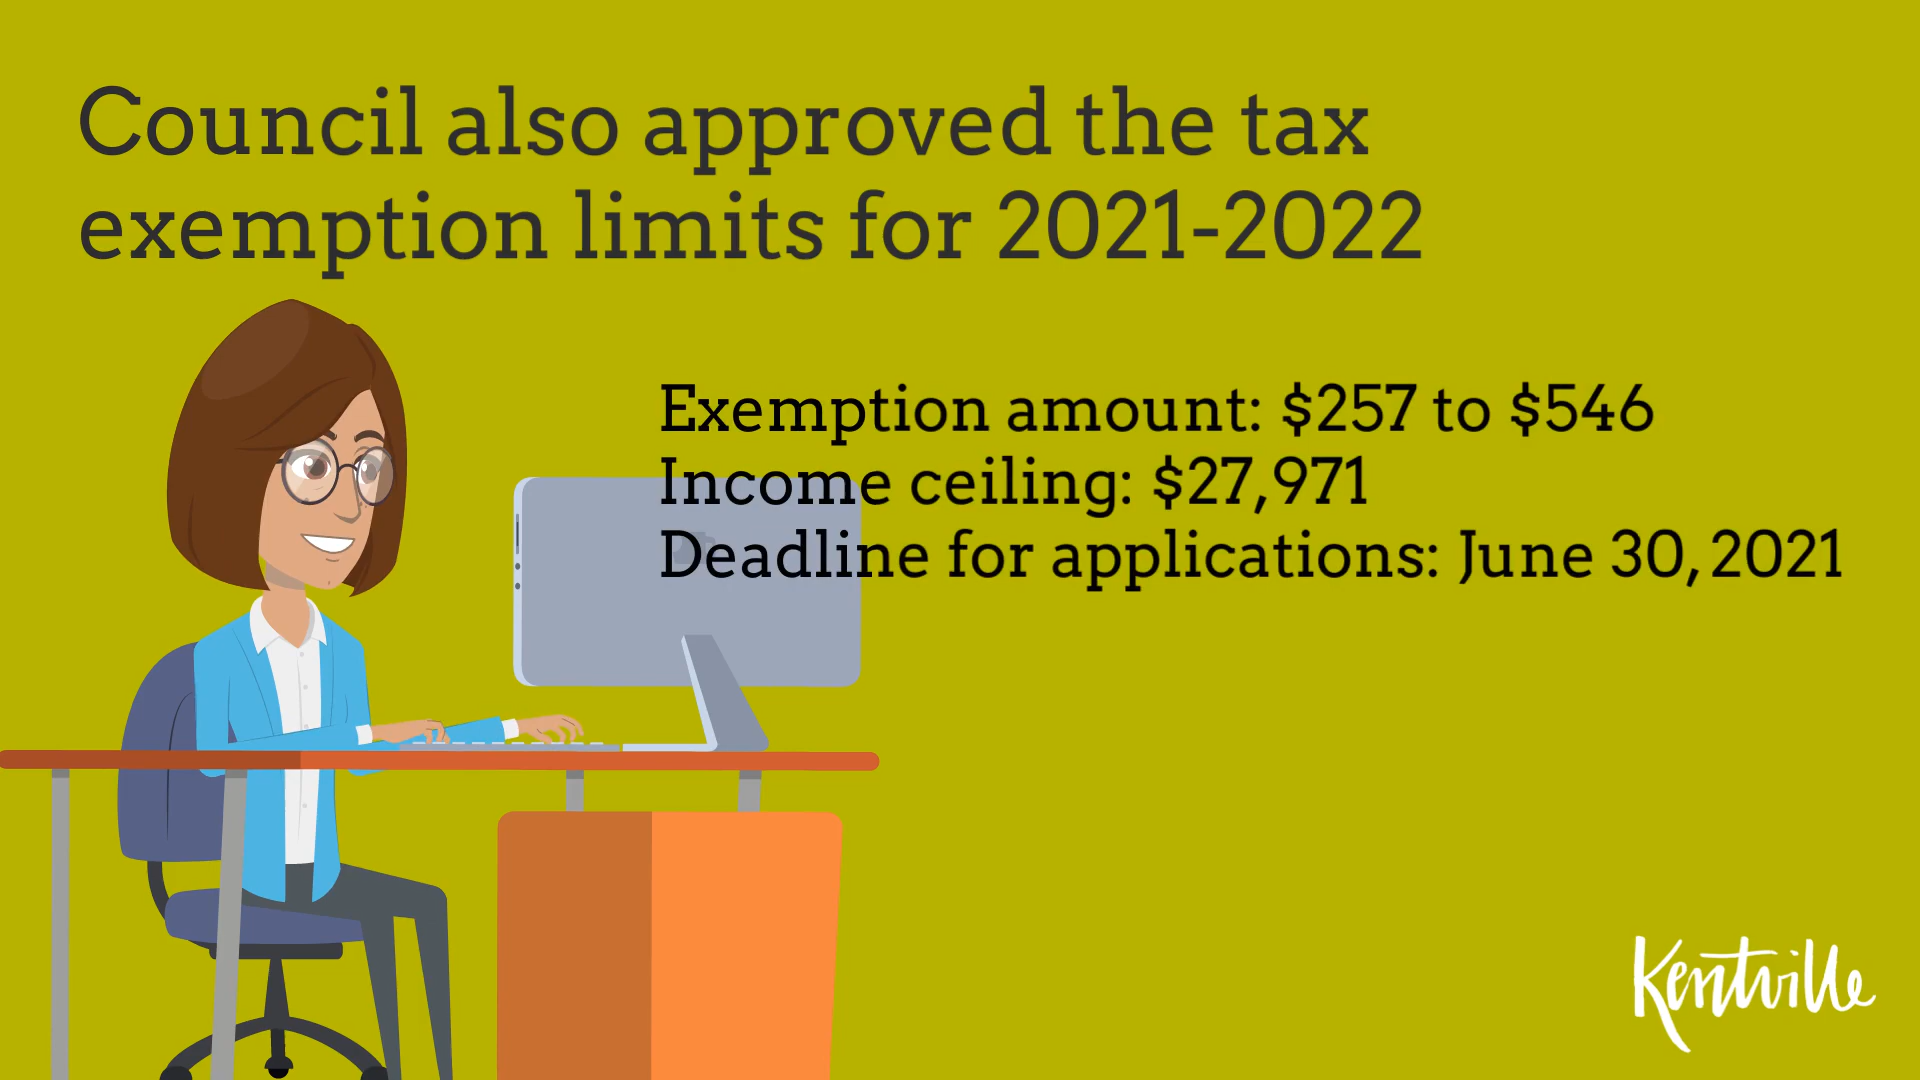 Council also approved the tax
exemption limits for 2021-2022
Exemption amount: $257 to $546
Income ceiling: $27,971
Deadline for applications: June 30, 2021
Kentville